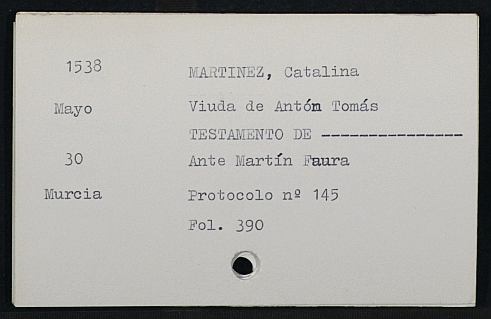 1538 MARTINEZ, Catalina
Mayo Viuda de Antón Tomás
TESTAMENTO DE ---------------
30 Ante Martín Faura
Murcia Protocolo nº 145
Fol. 390